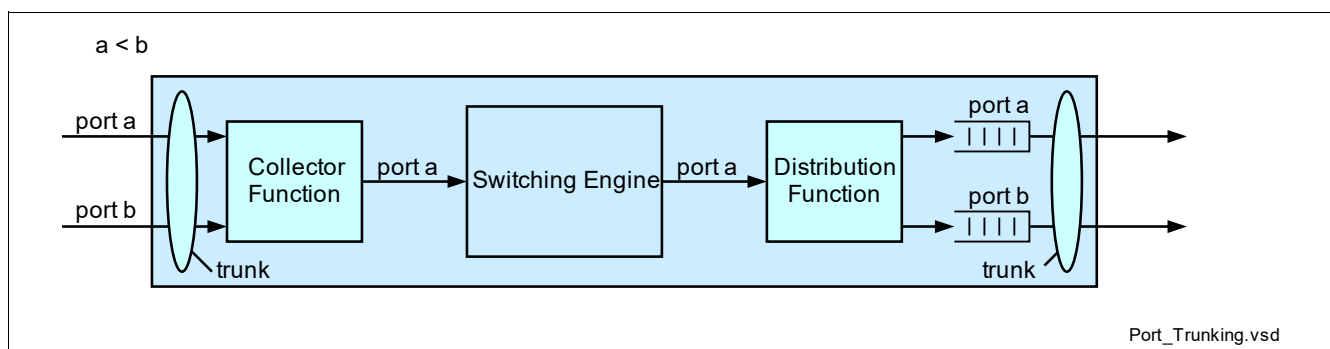 a < b
port a
port b
trunk
Collector
Function
port a
Switching Engine
port a
Distribution
Function
port a
port b
trunk
Port_Trunking.vsd